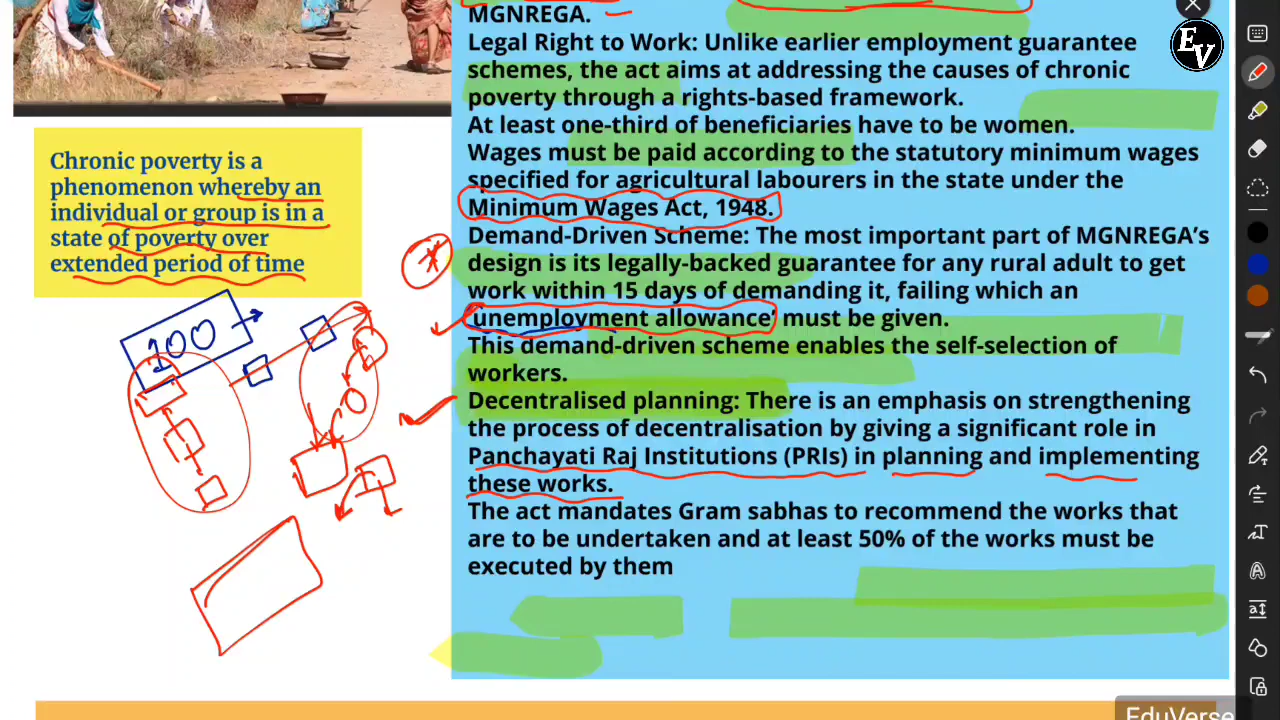 MGNREGA.
Legal Right to Work: Unlike earlier employment guarantee
schemes, the act aims at addressing the causes of chronic
poverty through a rights-based framework.
At least one-third of beneficiaries have to be women.
Wages must be paid according to the statutory minimum wages
specified for agricultural labourers in the state under the
Minimum Wages Act, 1948.
Demand-Driven Scheme: The most important part of MGNREGA’s
design is its legally-backed guarantee for any rural adult to get
work within 15 days of demanding it, failing which an
‘unemployment allowance’ must be given.
This demand-driven scheme enables the self-selection of
workers.
Decentralised planning: There is an emphasis on strengthening
the process of decentralisation by giving a significant role in
Panchayati Raj Institutions (PRIs) in planning and implementing
these works.
The act mandates Gram sabhas to recommend the works that
are to be undertaken and at least 50% of the works must be
executed by them
Chronic poverty is a
phenomenon whereby an
individual or group is in a
state of poverty over
extended period of time
100
EV
EduVerse